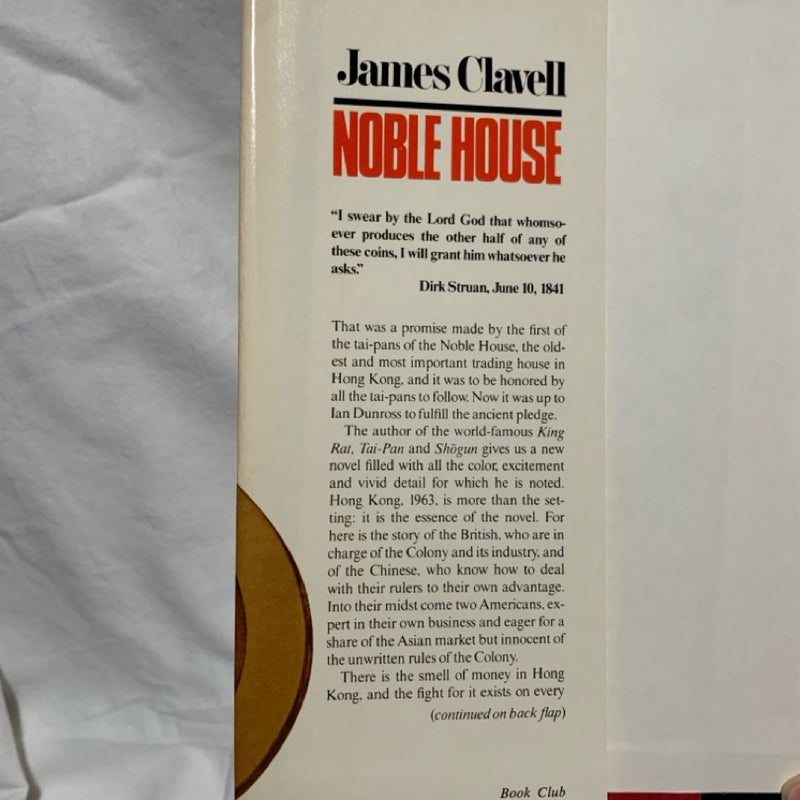 James Clavell
NOBLE HOUSE
“I swear by the Lord God that whomso-
ever produces the other half of any of
these coins, I will grant him whatsoever he
asks.”
Dirk Struan, June 10, 1841
That was a promise made by the first of
the tai-pans of the Noble House, the old-
est and most important trading house in
Hong Kong, and it was to be honored by
all the tai-pans to follow. Now it was up to
Ian Dunross to fulfill the ancient pledge.
The author of the world-famous King
Rat, Tai-Pan and Shōgun gives us a new
novel filled with all the color, excitement
and vivid detail for which he is noted.
Hong Kong, 1963, is more than the set-
ting: it is the essence of the novel. For
here is the story of the British, who are in
charge of the Colony and its industry, and
of the Chinese, who know how to deal
with their rulers to their own advantage.
Into their midst come two Americans, ex-
pert in their own business and eager for a
share of the Asian market but innocent of
the unwritten rules of the Colony.
There is the smell of money in Hong
Kong, and the fight for it exists on every
(continued on back flap)
Book Club